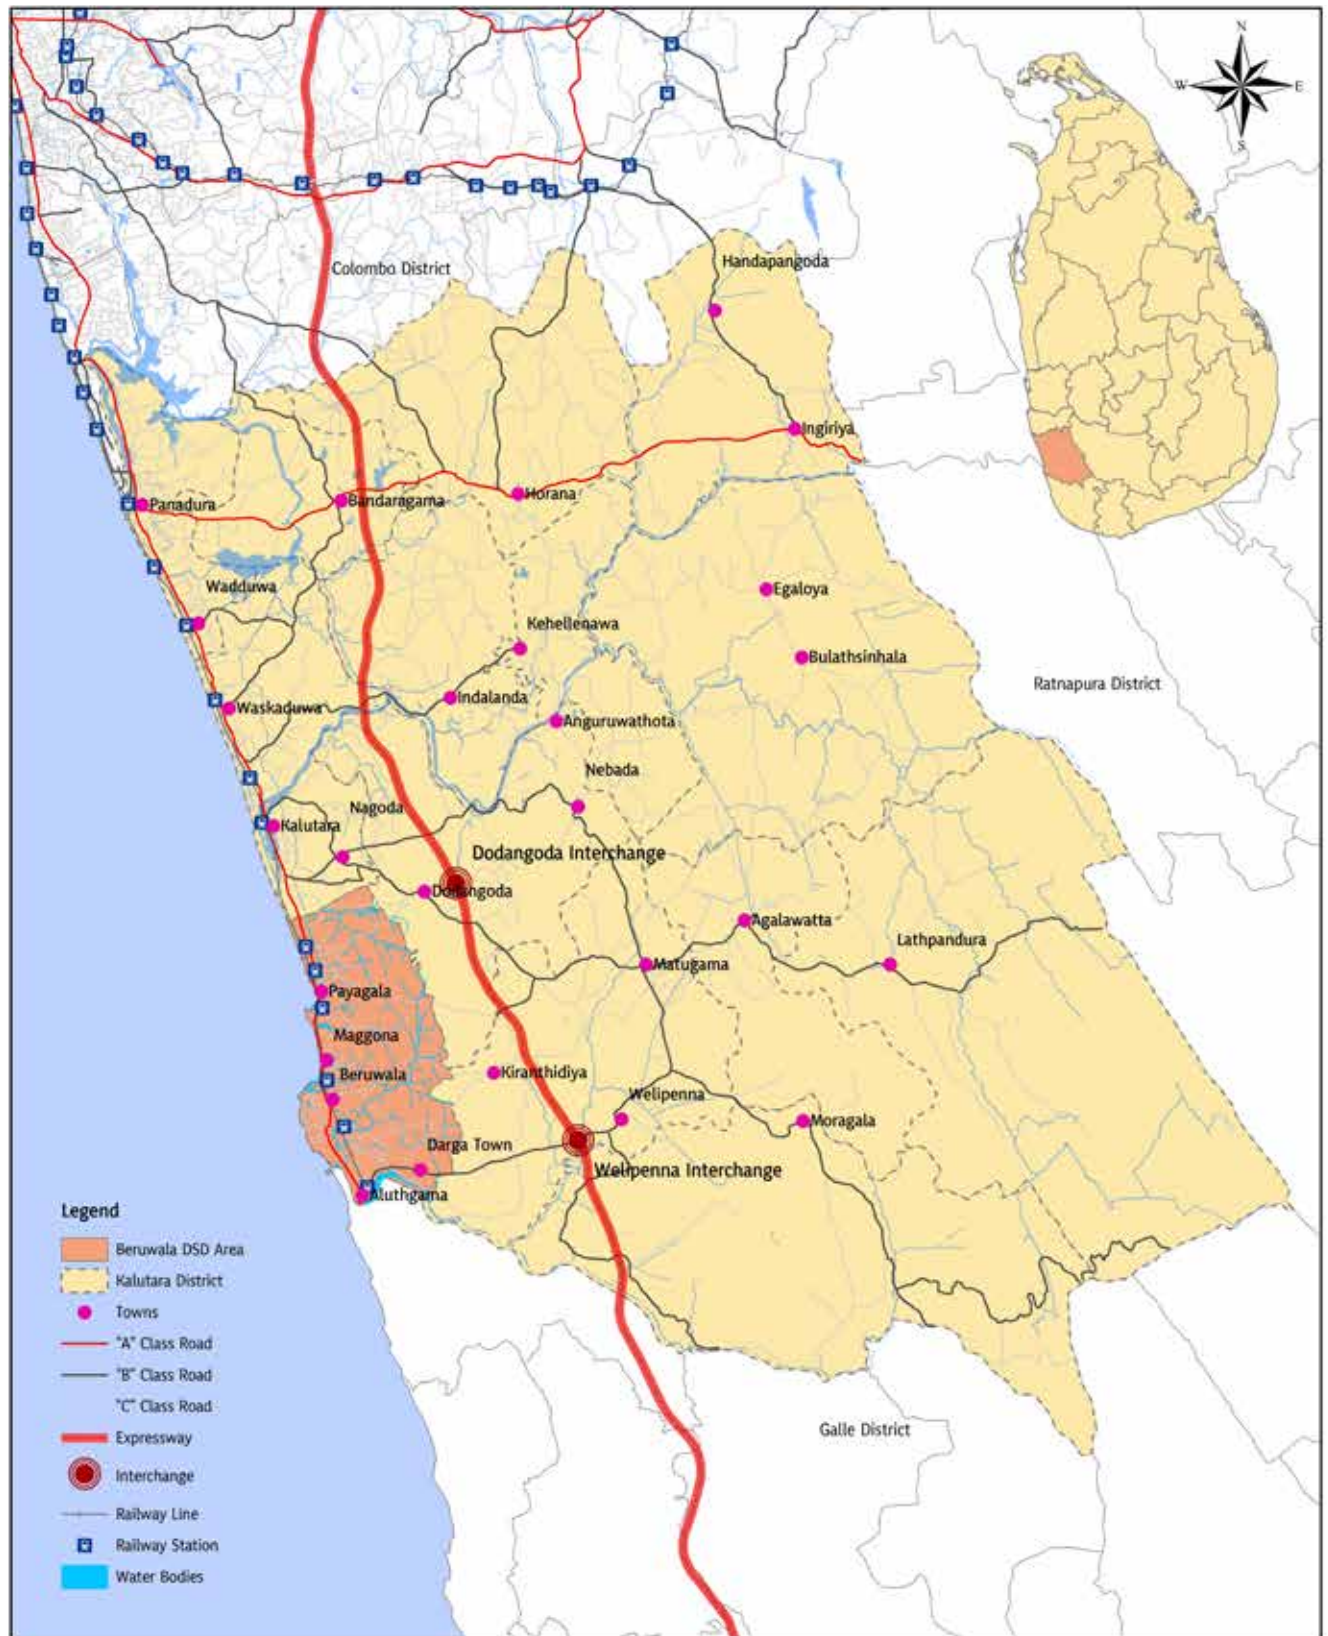 N
W
E
S
Colombo District
Handapangoda
Ingiriya
Horana
Bandaragama
Panadura
Wadduwa
Egaloya
Kehellenawa
Bulathsinhala
Ratnapura District
Indalanda
Waskaduwa
Anguruwathota
Nebada
Nagoda
Kalutara
Dodangoda Interchange
Dodangoda
Agalawatta
Lathpandura
Matugama
Payagala
Maggona
Beruwala
Kiranthidiya
Welipenna
Moragala
Darga Town
Welipenna Interchange
Aluthgama
Galle District
Legend
Beruwala DSD Area
Kalutara District
Towns
"A" Class Road
"B" Class Road
"C" Class Road
Expressway
Interchange
Railway Line
Railway Station
Water Bodies